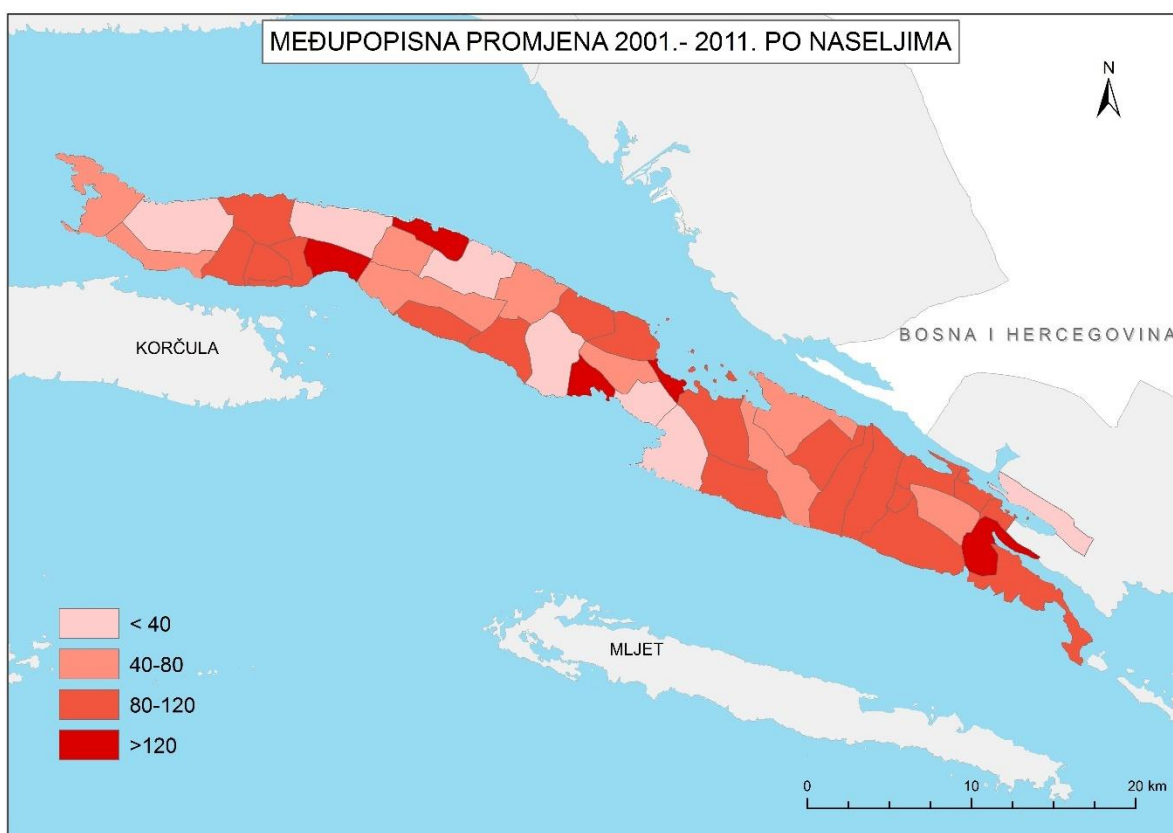 MEĐUPOPISNA PROMJENA 2001.- 2011. PO NASELJIMA
N
BOSNA I HERCEGOVINA
KORČULA
MLJET
< 40
40-80
80-120
>120
0 10 20 km